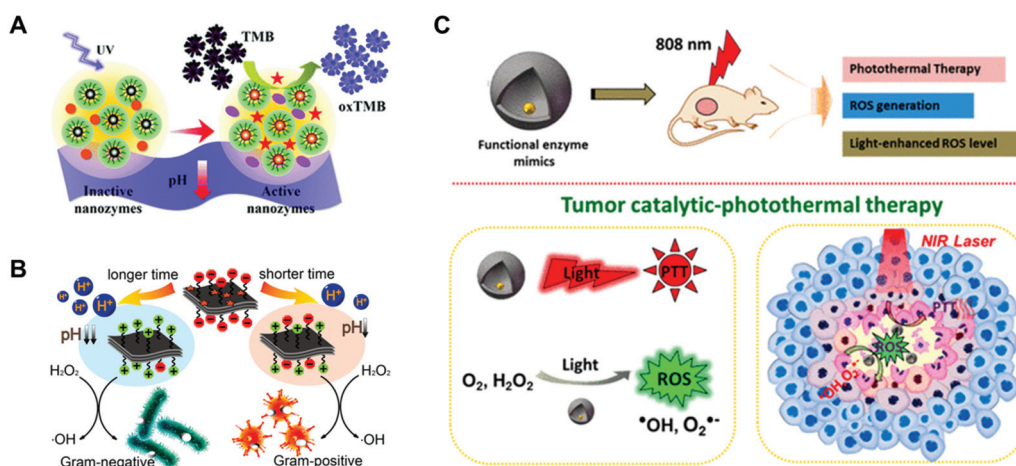 A
UV
TMB
oxTMB
Inactive
nanozymes
pH
Active
nanozymes
B
longer time
shorter time
H⁺
H⁺
H⁺
H⁺
H⁺
H⁺
pH
pH
H₂O₂
H₂O₂
·OH
·OH
Gram-negative
Gram-positive
C
808 nm
Functional enzyme
mimics
Photothermal Therapy
ROS generation
Light-enhanced ROS level
Tumor catalytic-photothermal therapy
Light
PTT
O₂, H₂O₂
Light
ROS
•OH, O₂•-
NIR Laser
PTT
ROS
•OH O₂•-